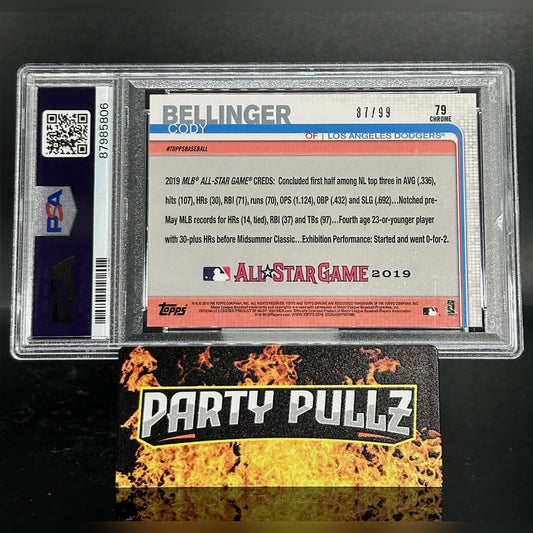 87985806
PSA
PSA
BELLINGER
CODY
87/99
79
CHROME
OF | LOS ANGELES DODGERS®
#TOPPSBASEBALL
2019 MLB® ALL-STAR GAME® CREDS: Concluded first half among NL top three in AVG (.336),
hits (107), HRs (30), RBI (71), runs (70), OPS (1.124), OBP (.432) and SLG (.692)...Notched pre-
May MLB records for HRs (14, tied), RBI (37) and TBs (97)...Fourth age 23-or-younger player
with 30-plus HRs before Midsummer Classic...Exhibition Performance: Started and went 0-for-2.
ALL★STAR GAME 2019
Topps
PARTY PULLZ